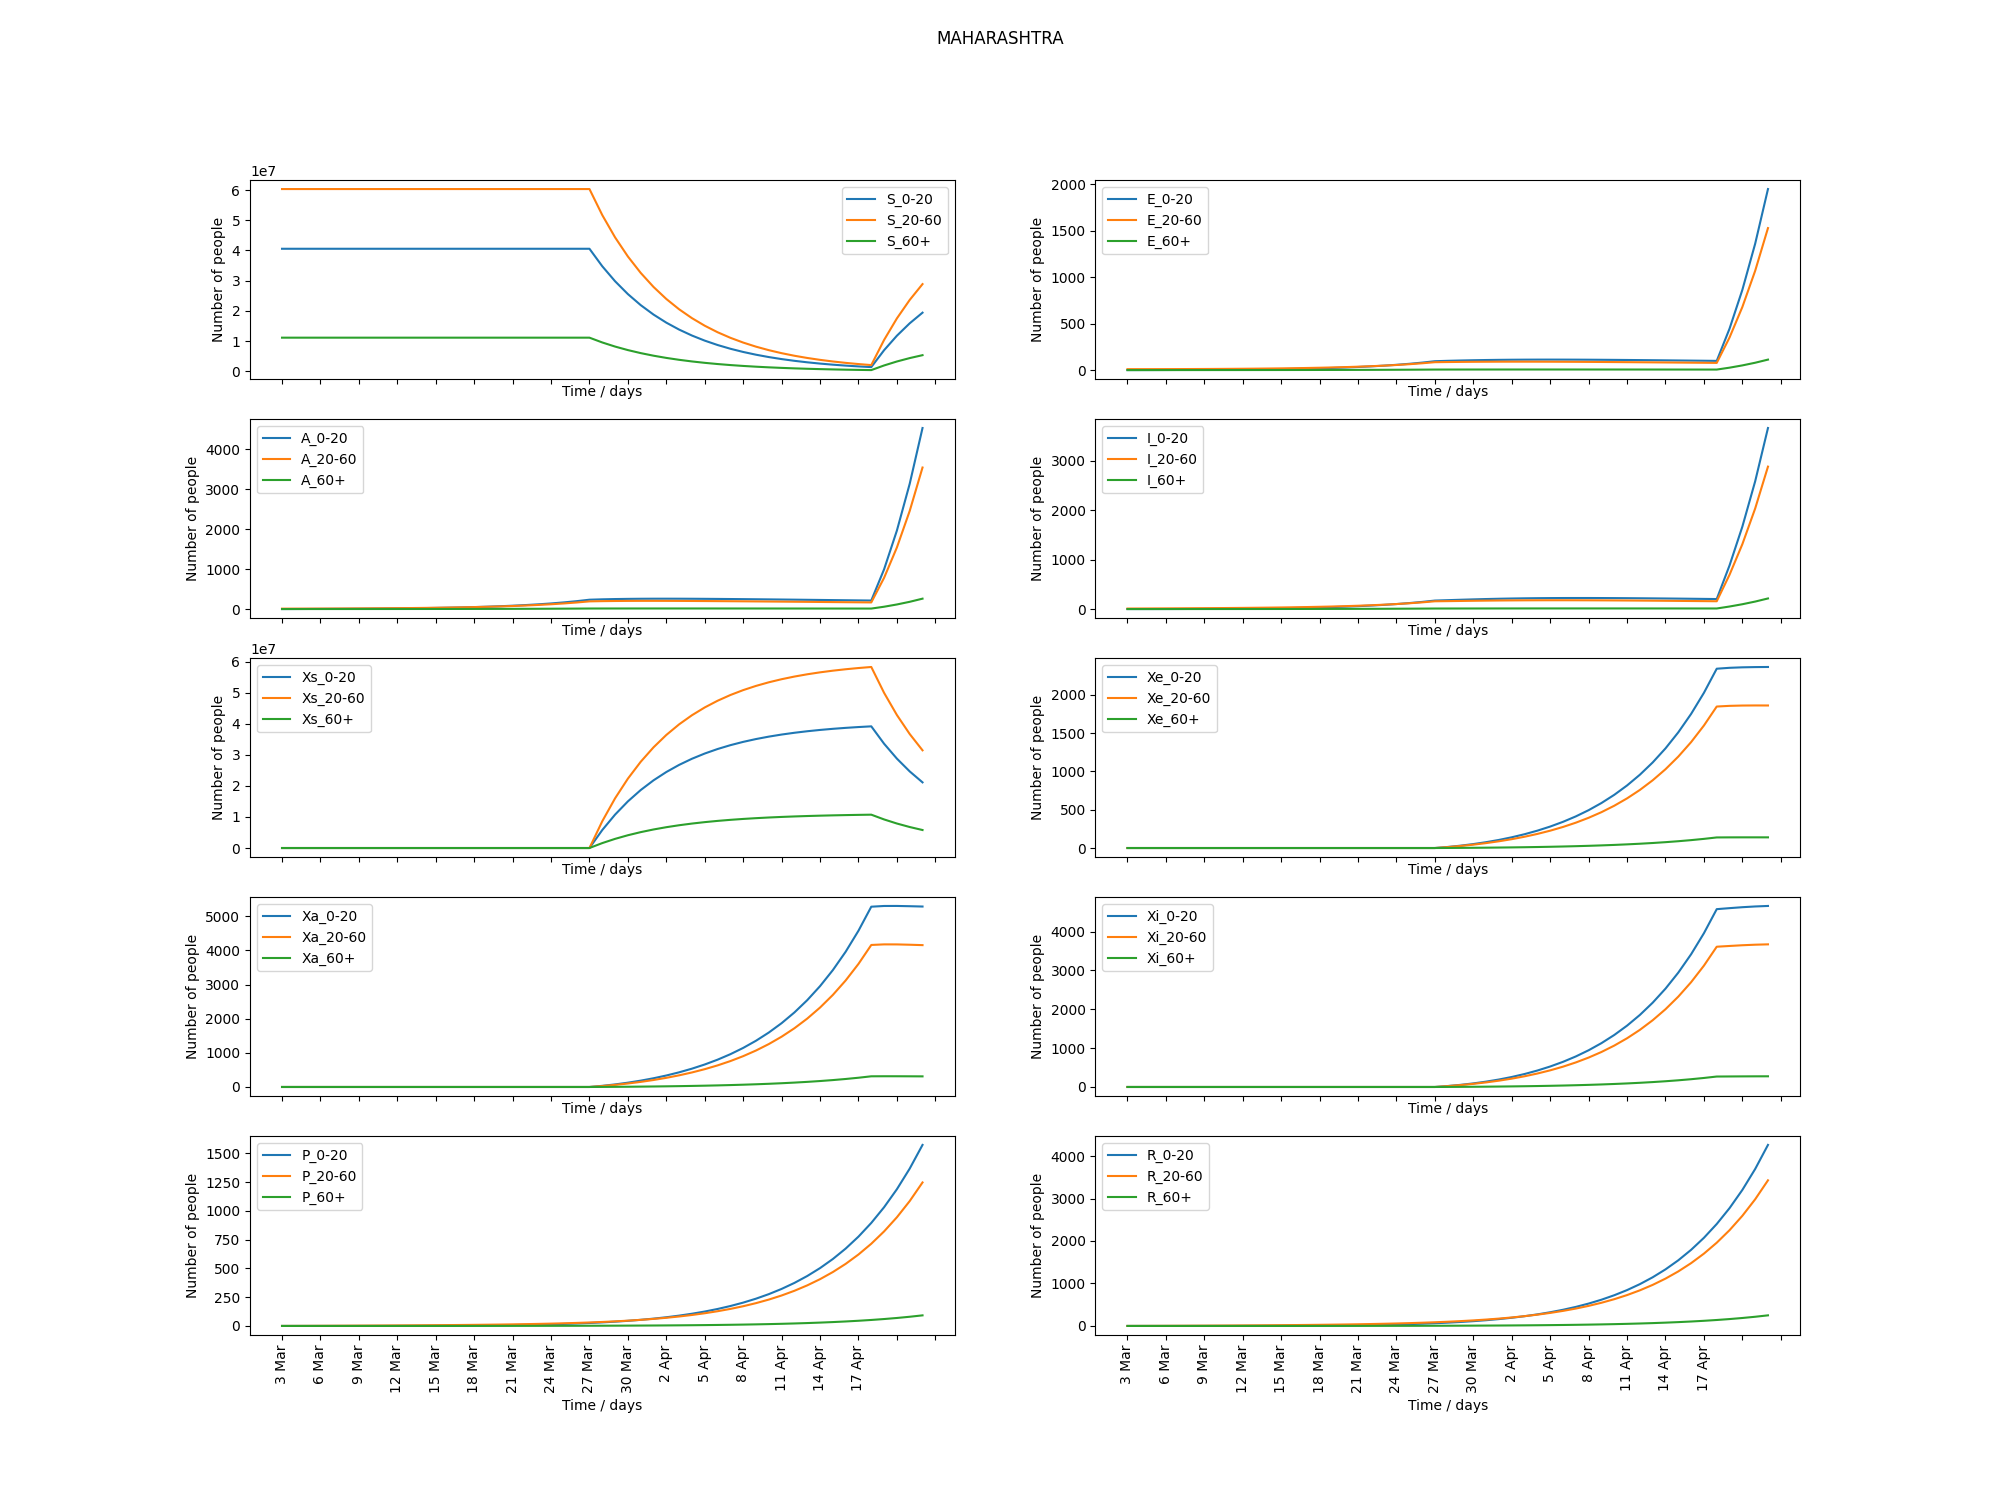 MAHARASHTRA
1e7
Number of people
6
5
4
3
2
1
0
S_0-20
S_20-60
S_60+
Time / days
Number of people
2000
1500
1000
500
0
E_0-20
E_20-60
E_60+
Time / days
Number of people
4000
3000
2000
1000
0
A_0-20
A_20-60
A_60+
Time / days
Number of people
3000
2000
1000
0
I_0-20
I_20-60
I_60+
Time / days
1e7
Number of people
6
5
4
3
2
1
0
Xs_0-20
Xs_20-60
Xs_60+
Time / days
Number of people
2000
1500
1000
500
0
Xe_0-20
Xe_20-60
Xe_60+
Time / days
Number of people
5000
4000
3000
2000
1000
0
Xa_0-20
Xa_20-60
Xa_60+
Time / days
Number of people
4000
3000
2000
1000
0
Xi_0-20
Xi_20-60
Xi_60+
Time / days
Number of people
1500
1250
1000
750
500
250
0
P_0-20
P_20-60
P_60+
3 Mar
6 Mar
9 Mar
12 Mar
15 Mar
18 Mar
21 Mar
24 Mar
27 Mar
30 Mar
2 Apr
5 Apr
8 Apr
11 Apr
14 Apr
17 Apr
Time / days
Number of people
4000
3000
2000
1000
0
R_0-20
R_20-60
R_60+
3 Mar
6 Mar
9 Mar
12 Mar
15 Mar
18 Mar
21 Mar
24 Mar
27 Mar
30 Mar
2 Apr
5 Apr
8 Apr
11 Apr
14 Apr
17 Apr
Time / days